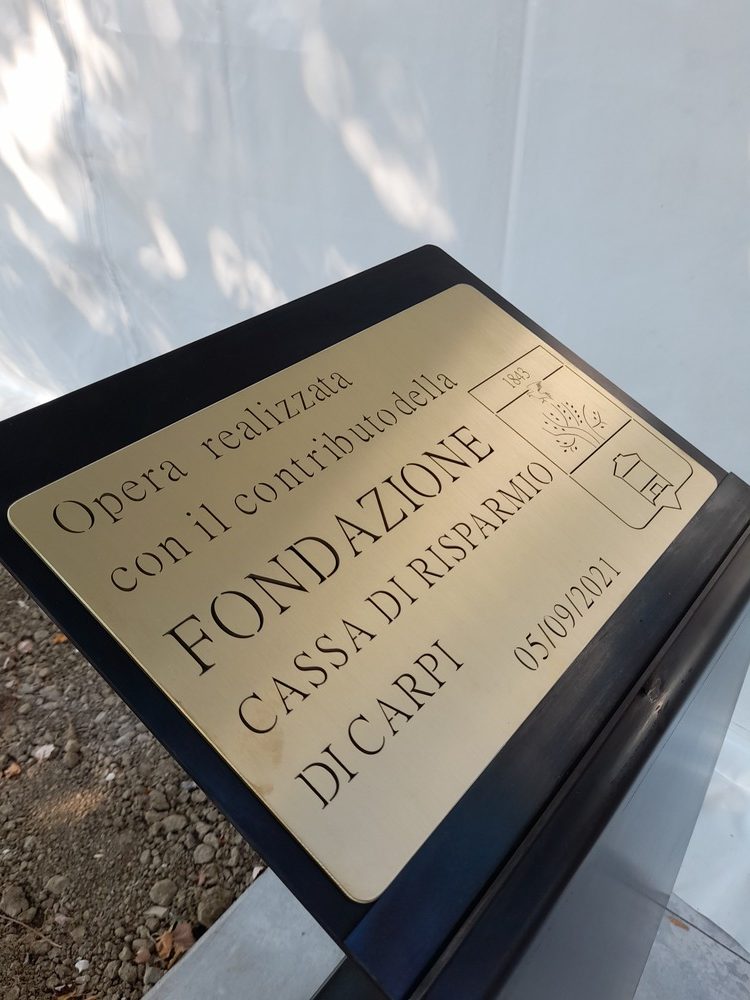 Opera realizzata
con il contributo della
FONDAZIONE
CASSA DI RISPARMIO
DI CARPI
05/09/2021
1843